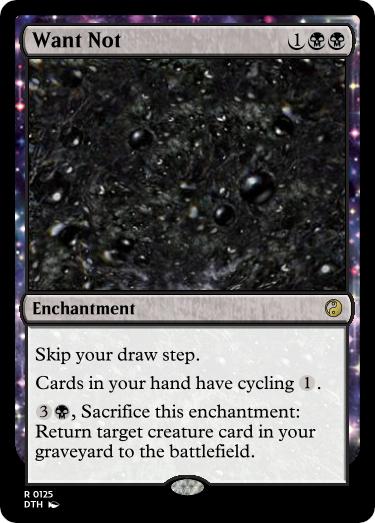 Want Not 1
Enchantment
Skip your draw step.
Cards in your hand have cycling 1 .
3 , Sacrifice this enchantment:
Return target creature card in your
graveyard to the battlefield.
R 0125
DTH